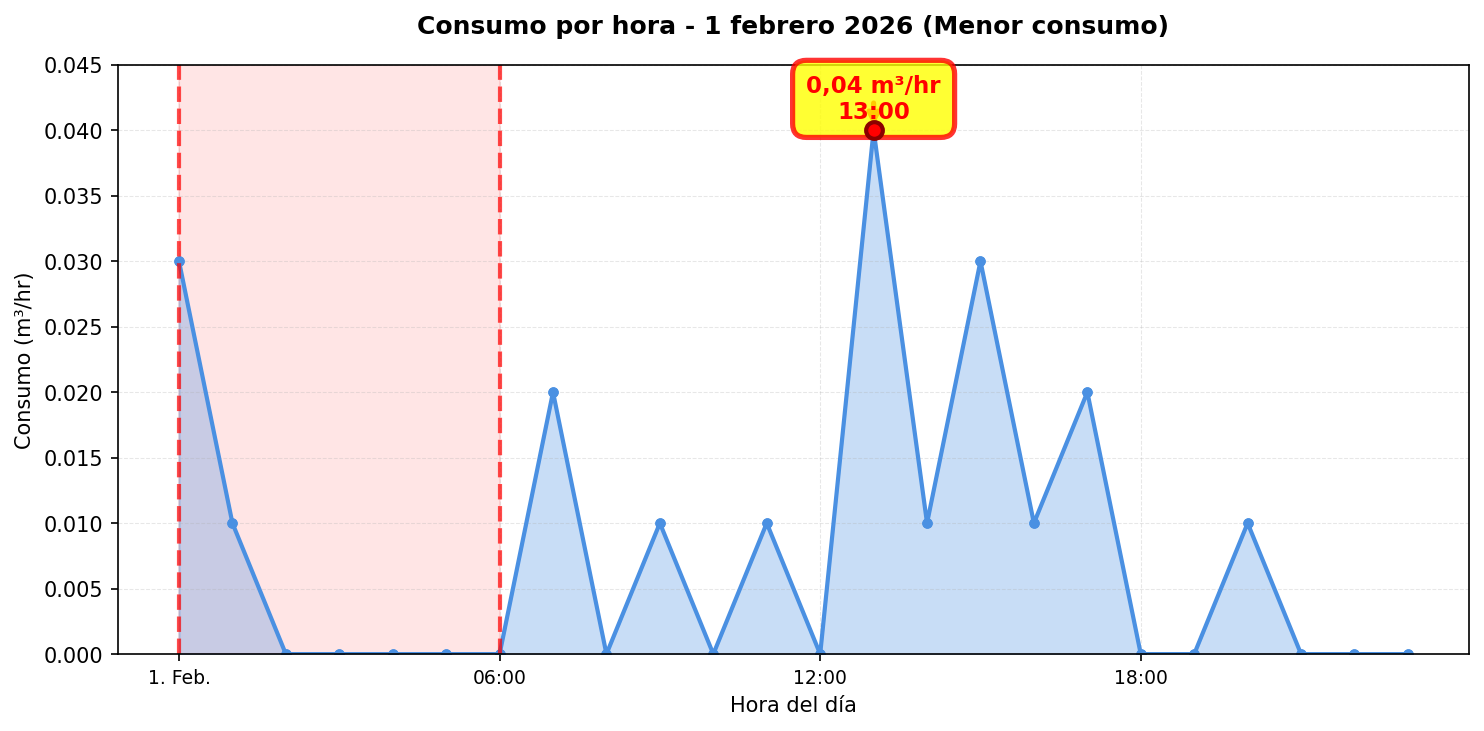 Consumo por hora - 1 febrero 2026 (Menor consumo)
0,04 m³/hr
13:00
Consumo (m³/hr)
0.045
0.040
0.035
0.030
0.025
0.020
0.015
0.010
0.005
0.000
1. Feb.
06:00
12:00
18:00
Hora del día